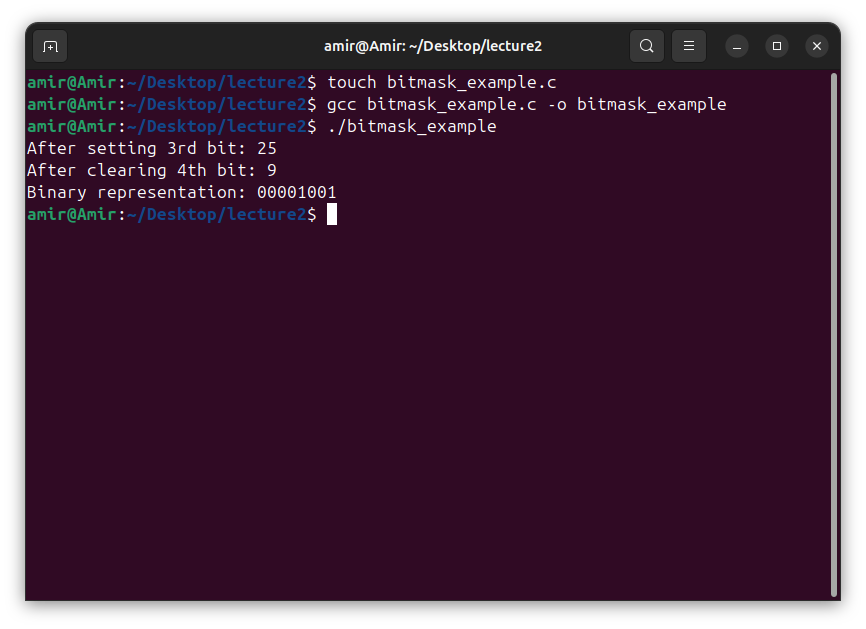 amir@Amir: ~/Desktop/lecture2
amir@Amir:~/Desktop/lecture2$ touch bitmask_example.c
amir@Amir:~/Desktop/lecture2$ gcc bitmask_example.c -o bitmask_example
amir@Amir:~/Desktop/lecture2$ ./bitmask_example
After setting 3rd bit: 25
After clearing 4th bit: 9
Binary representation: 00001001
amir@Amir:~/Desktop/lecture2$